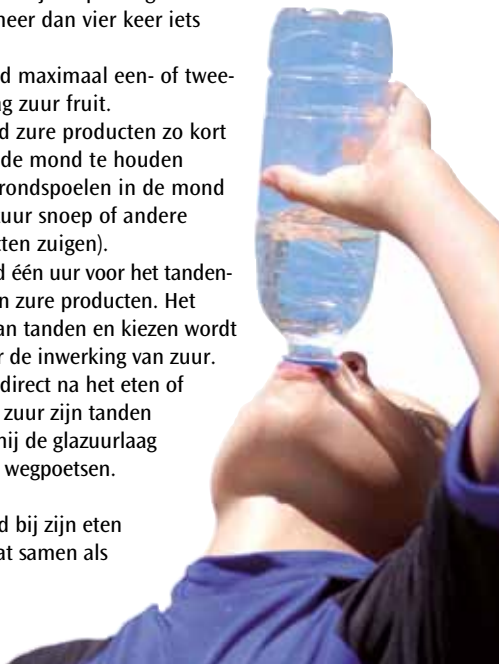 meer dan vier keer iets
d maximaal een- of twee-
g zuur fruit.
d zure producten zo kort
de mond te houden
rondspoelen in de mond
uur snoep of andere
ten zuigen).
d één uur voor het tanden-
n zure producten. Het
an tanden en kiezen wordt
r de inwerking van zuur.
direct na het eten of
zuur zijn tanden
hij de glazuurlaag
wegpoetsen.
d bij zijn eten
at samen als